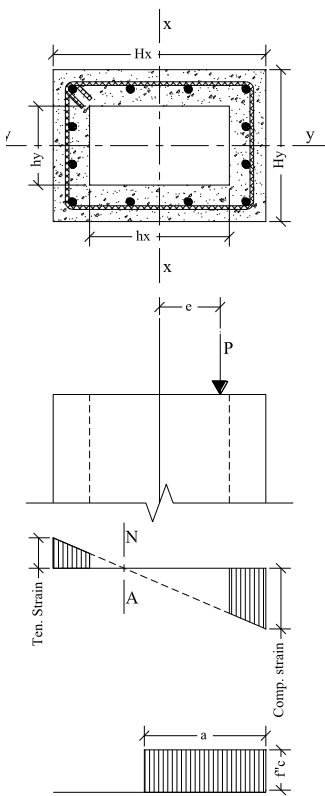 x
Hx
y
y
hy
Hy
hx
x
e
P
N
Ten. Strain
A
Comp. strain
a
f"c